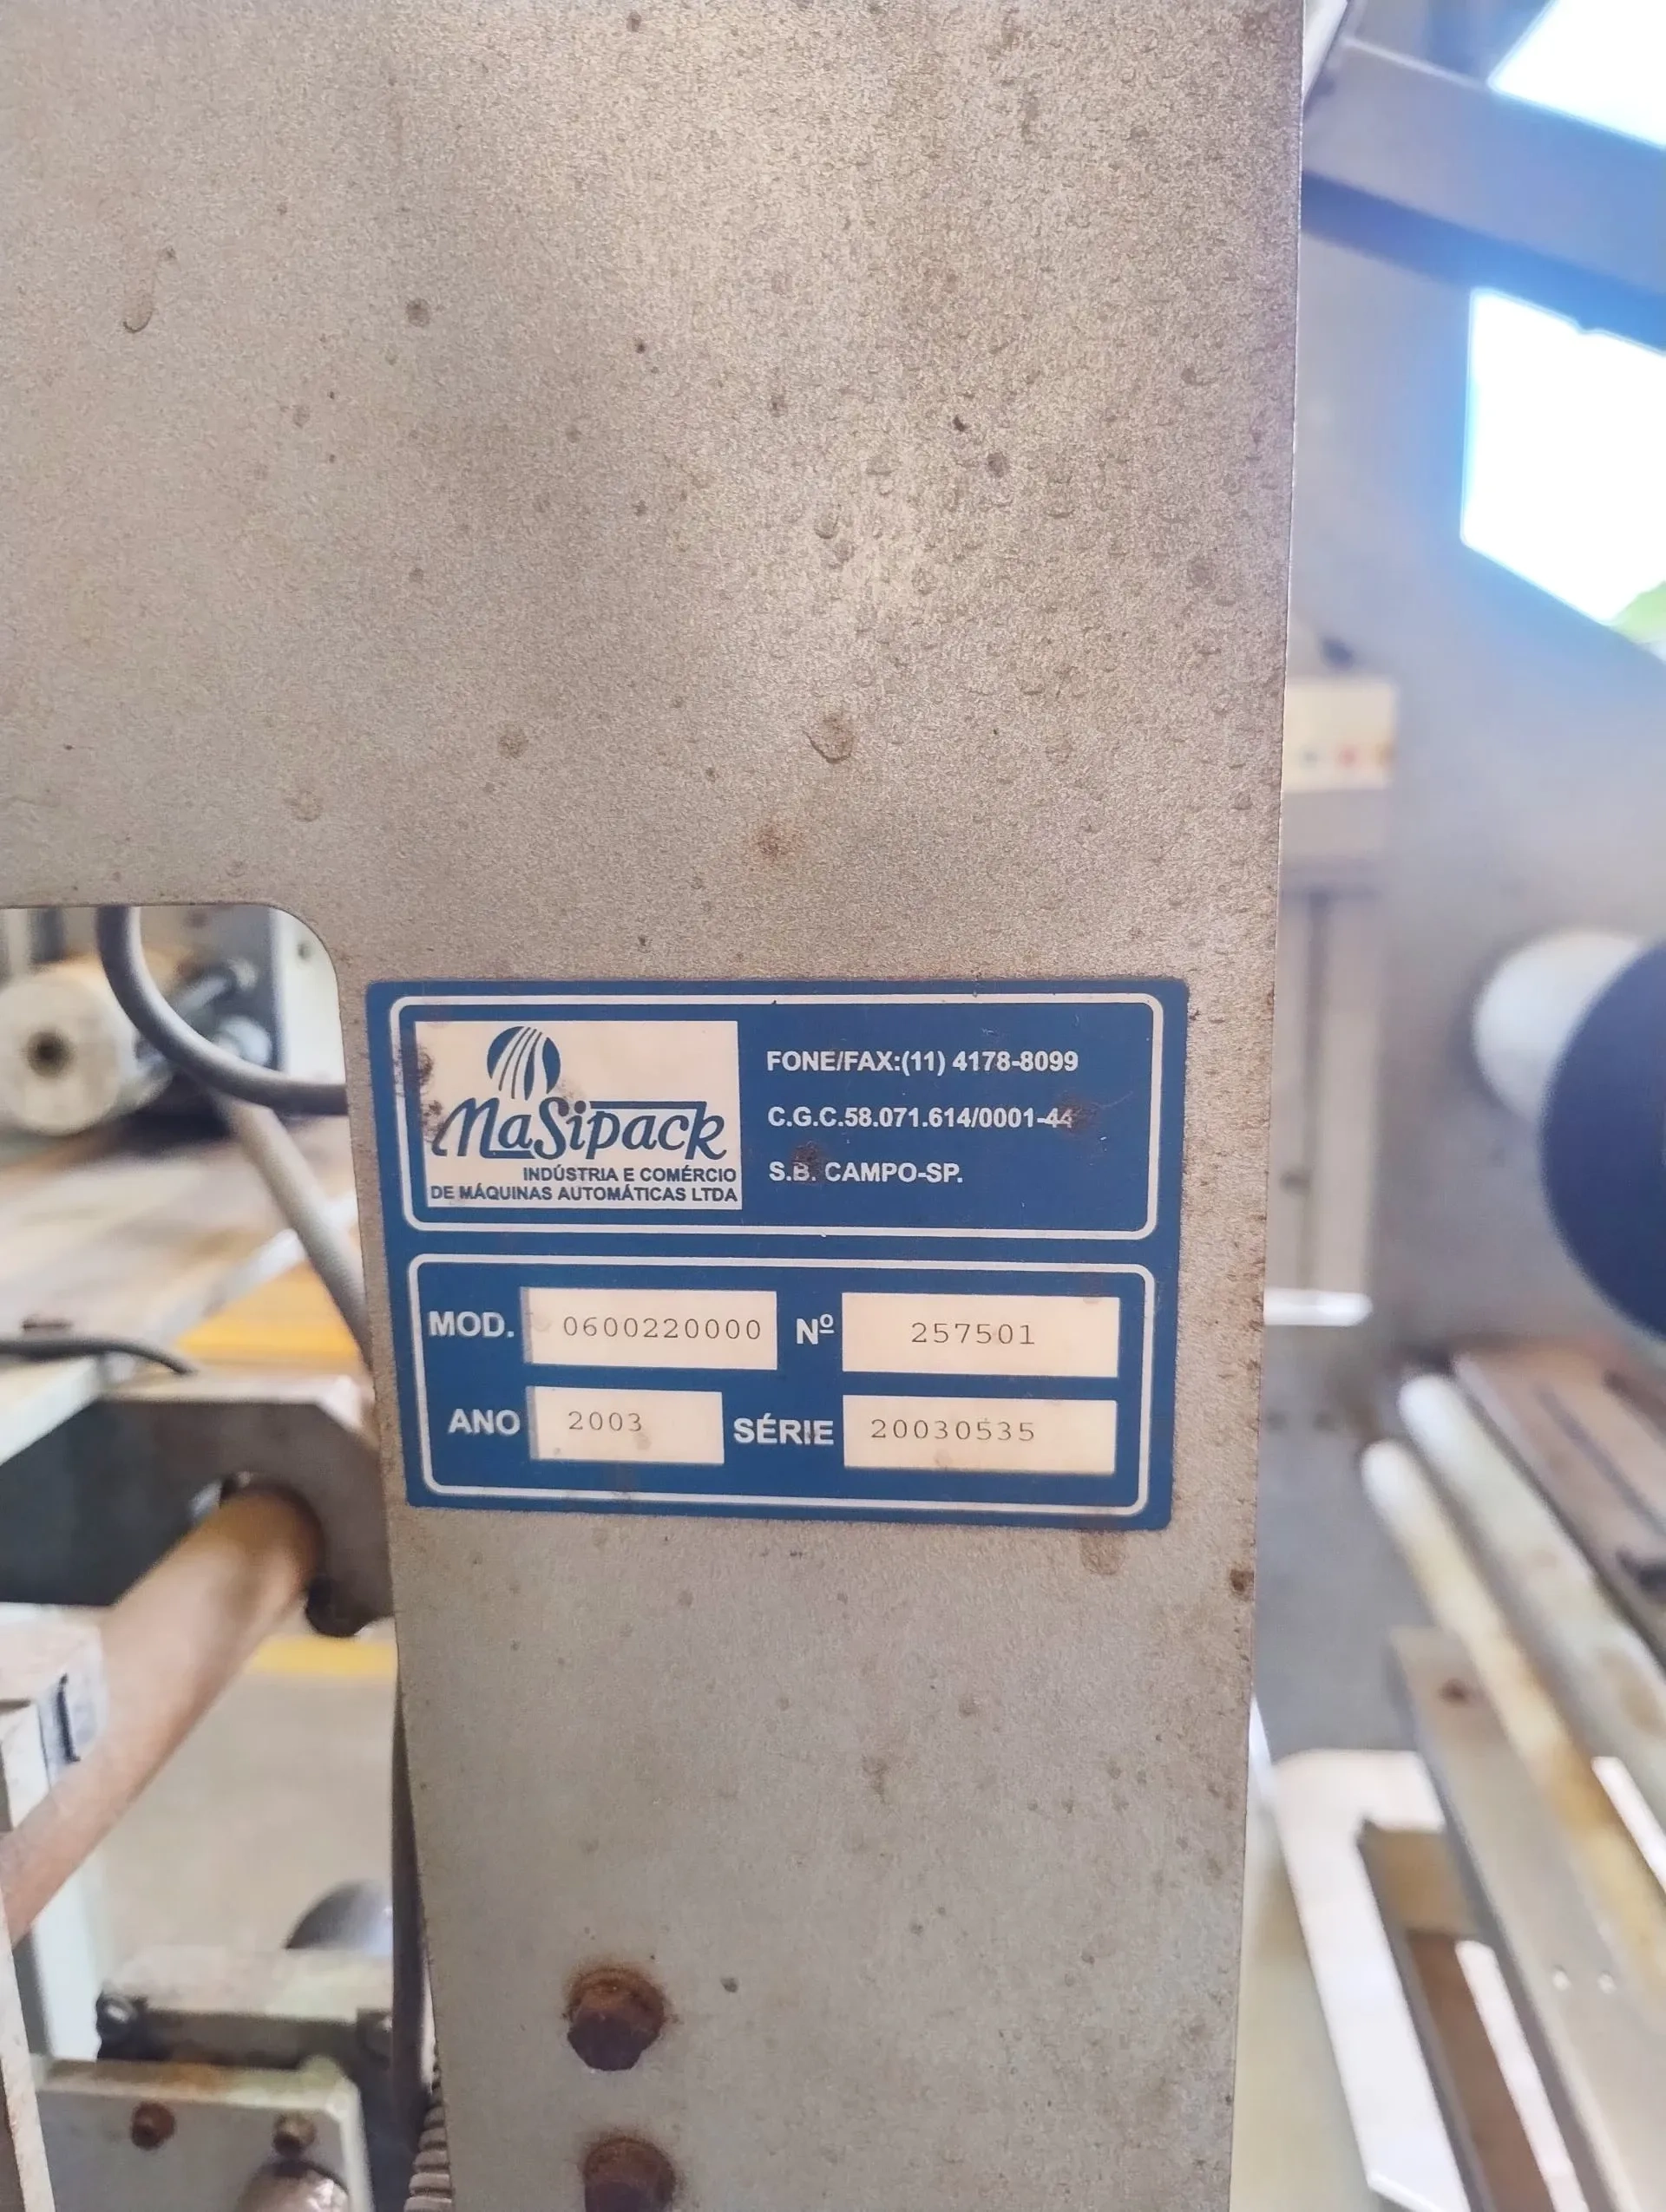 MaSipack
INDÚSTRIA E COMÉRCIO
DE MÁQUINAS AUTOMÁTICAS LTDA
FONE/FAX:(11) 4178-8099
C.G.C.58.071.614/0001-44
S.B. CAMPO-SP.
MOD. 0600220000 Nº 257501
ANO 2003 SÉRIE 20030535